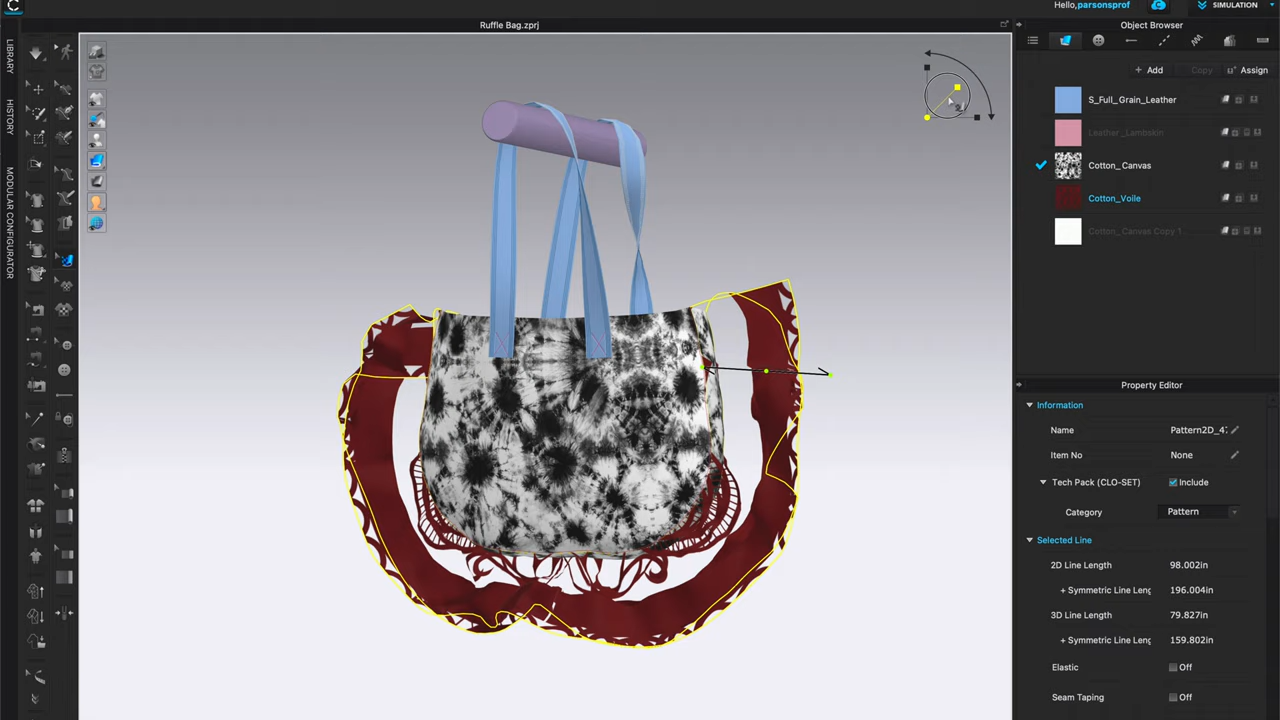 Hello, parsonsprof
SIMULATION
Ruffle Bag.zprj
Object Browser
LIBRARY
HISTORY
MODULAR CONFIGURATOR
+ Add
Copy
Assign
S_Full_Grain_Leather
Leather_Lambskin
Cotton_Canvas
Cotton_Voile
Cotton_Canvas Copy 1
Property Editor
Information
Name Pattern2D_47
Item No None
Tech Pack (CLO-SET) Include
Category Pattern
Selected Line
2D Line Length 98.002in
+ Symmetric Line Leng 196.004in
3D Line Length 79.827in
+ Symmetric Line Leng 159.802in
Elastic Off
Seam Taping Off